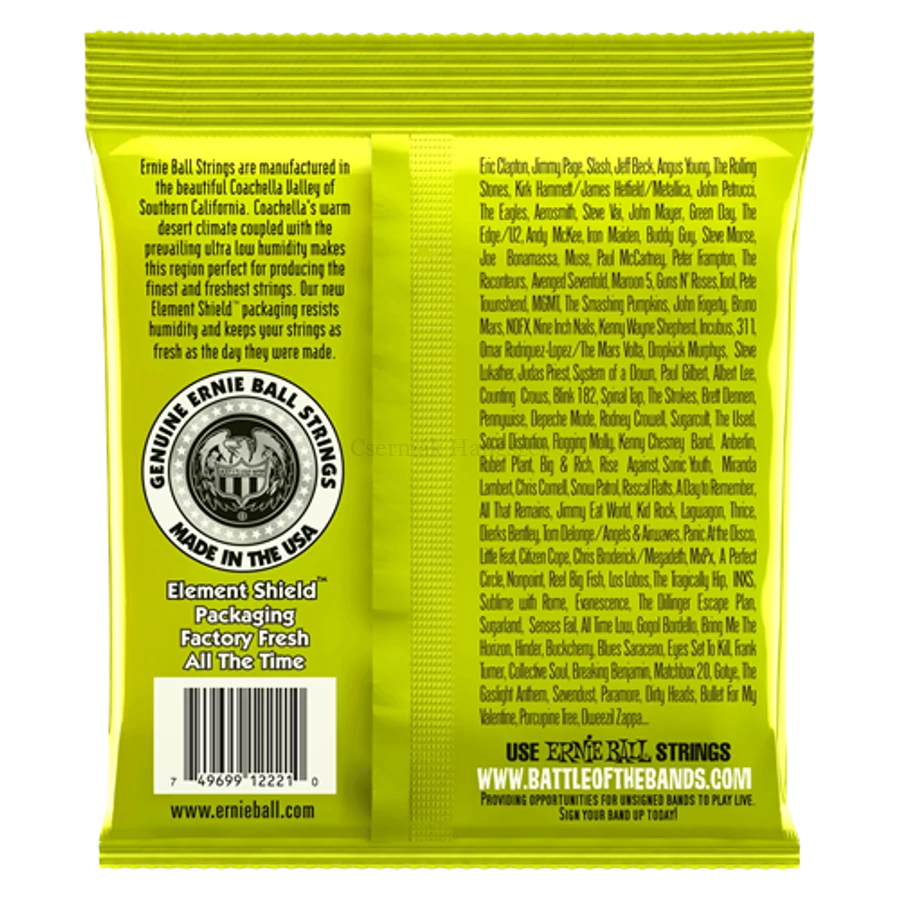 Ernie Ball Strings are manufactured in
the beautiful Coachella Valley of
Southern California. Coachella's warm
desert climate coupled with the
prevailing ultra low humidity makes
this region perfect for producing the
finest and freshest strings. Our new
Element Shield™ packaging resists
humidity and keeps your strings as
fresh as the day they were made.
GENUINE ERNIE BALL STRINGS
MADE IN THE USA
Element Shield™
Packaging
Factory Fresh
All The Time
7 49699 12221 0
www.ernieball.com
Eric Clapton, Jimmy Page, Slash, Jeff Beck, Angus Young, The Rolling
Stones, Kirk Hammett/James Hetfield/Metallica, John Petrucci,
The Eagles, Aerosmith, Steve Vai, John Mayer, Green Day, The
Edge/U2, Andy McKee, Iron Maiden, Buddy Guy, Steve Morse,
Joe Bonamassa, Muse, Paul McCartney, Peter Frampton, The
Raconteurs, Avenged Sevenfold, Maroon 5, Guns N' Roses, Tool, Pete
Townshend, MGMT, The Smashing Pumpkins, John Fogerty, Bruno
Mars, NOFX, Nine Inch Nails, Kenny Wayne Shepherd, Incubus, 311,
Omar Rodriguez-Lopez/The Mars Volta, Dropkick Murphys, Steve
Lukather, Judas Priest, System of a Down, Paul Gilbert, Albert Lee,
Counting Crows, Blink 182, Spinal Tap, The Strokes, Brett Dennen,
Pennywise, Depeche Mode, Rodney Crowell, Sugarcult, The Used,
Social Distortion, Flogging Molly, Kenny Chesney Band, Anberlin,
Robert Plant, Big & Rich, Rise Against, Sonic Youth, Miranda
Lambert, Chris Cornell, Snow Patrol, Rascal Flatts, A Day to Remember,
All That Remains, Jimmy Eat World, Kid Rock, Lagwagon, Thrice,
Dierks Bentley, Tom Delonge/Angels & Airwaves, Panic At the Disco,
Little Feat, Citizen Cope, Chris Broderick/Megadeth, MxPx, A Perfect
Circle, Nonpoint, Reel Big Fish, Los Lobos, The Tragically Hip, INXS,
Sublime with Rome, Evanescence, The Dillinger Escape Plan,
Sugarland, Senses Fail, All Time Low, Gogol Bordello, Bring Me The
Horizon, Hinder, Buckcherry, Blues Saraceno, Eyes Set To Kill, Frank
Turner, Collective Soul, Breaking Benjamin, Matchbox 20, Gotye, The
Gaslight Anthem, Sevendust, Paramore, Dirty Heads, Bullet For My
Valentine, Porcupine Tree, Dweezil Zappa...
USE ERNIE BALL STRINGS
WWW.BATTLEOFTHEBANDS.COM
PROVIDING OPPORTUNITIES FOR UNSIGNED BANDS TO PLAY LIVE.
SIGN YOUR BAND UP TODAY!